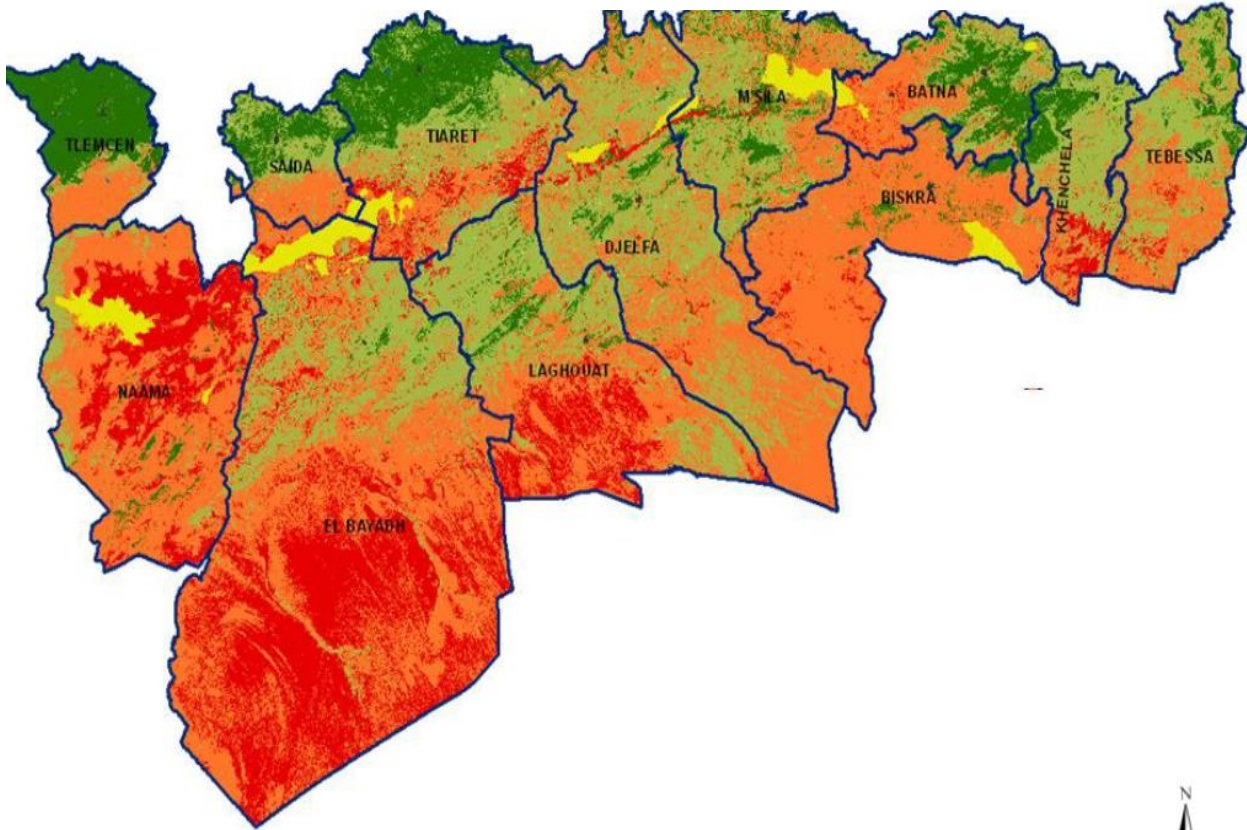 TLEMCEN
SAIDA
TIARET
M'SILA
BATNA
KHENCHELA
TEBESSA
BISKRA
DJELFA
NAAMA
LAGHOUAT
EL BAYADH
N